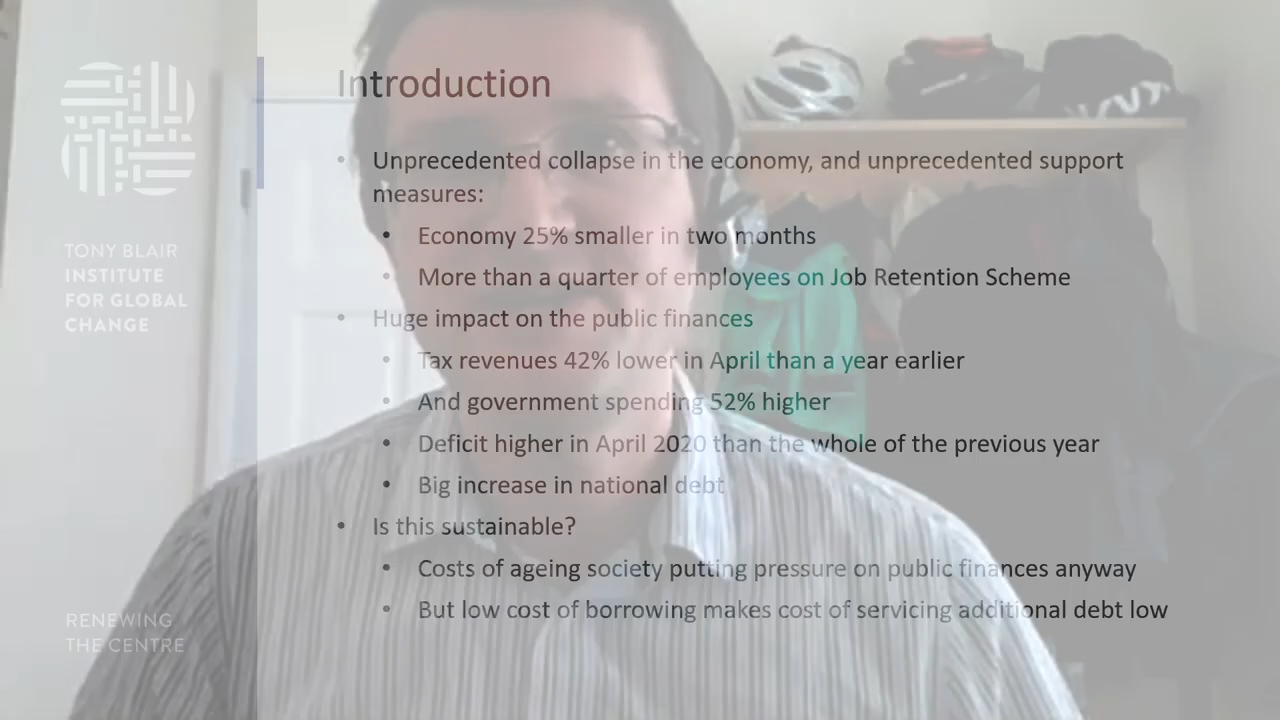 TONY BLAIR
INSTITUTE
FOR GLOBAL
CHANGE
RENEWING
THE CENTRE
Introduction
• Unprecedented collapse in the economy, and unprecedented support
measures:
• Economy 25% smaller in two months
• More than a quarter of employees on Job Retention Scheme
• Huge impact on the public finances
• Tax revenues 42% lower in April than a year earlier
• And government spending 52% higher
• Deficit higher in April 2020 than the whole of the previous year
• Big increase in national debt
• Is this sustainable?
• Costs of ageing society putting pressure on public finances anyway
• But low cost of borrowing makes cost of servicing additional debt low